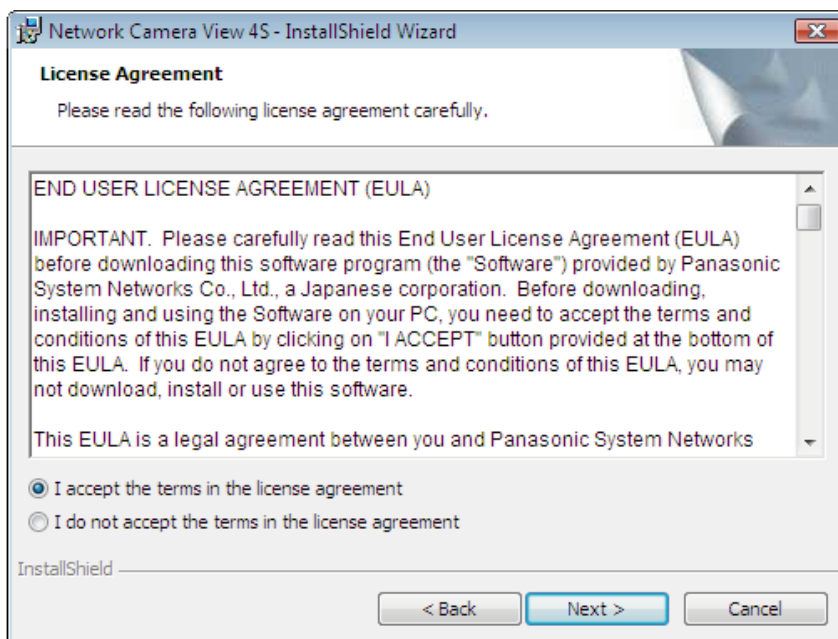 Network Camera View 4S - InstallShield Wizard
License Agreement
Please read the following license agreement carefully.
END USER LICENSE AGREEMENT (EULA)
IMPORTANT.  Please carefully read this End User License Agreement (EULA)
before downloading this software program (the "Software") provided by Panasonic
System Networks Co., Ltd., a Japanese corporation.  Before downloading,
installing and using the Software on your PC, you need to accept the terms and
conditions of this EULA by clicking on "I ACCEPT" button provided at the bottom of
this EULA.  If you do not agree to the terms and conditions of this EULA, you may
not download, install or use this software.
This EULA is a legal agreement between you and Panasonic System Networks
I accept the terms in the license agreement
I do not accept the terms in the license agreement
InstallShield
< Back Next > Cancel